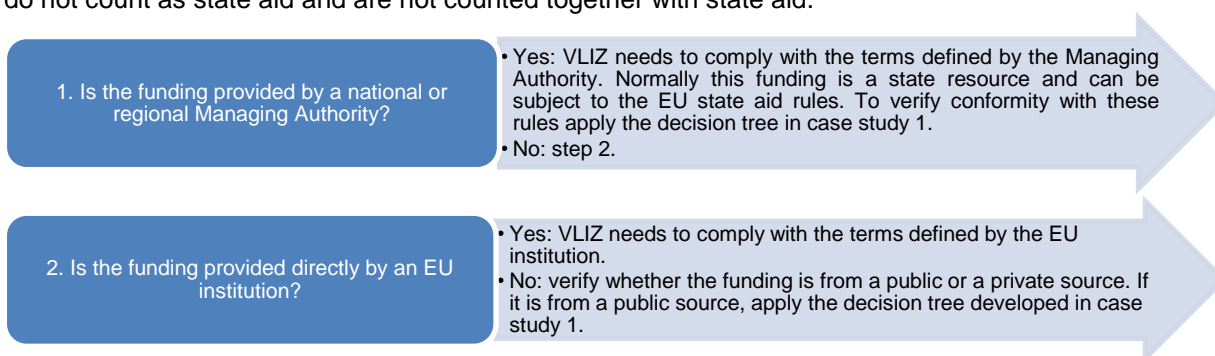 do not count as state aid and are not counted together with state aid.
1. Is the funding provided by a national or
regional Managing Authority?
• Yes: VLIZ needs to comply with the terms defined by the Managing
Authority. Normally this funding is a state resource and can be
subject to the EU state aid rules. To verify conformity with these
rules apply the decision tree in case study 1.
• No: step 2.
2. Is the funding provided directly by an EU
institution?
• Yes: VLIZ needs to comply with the terms defined by the EU
institution.
• No: verify whether the funding is from a public or a private source. If
it is from a public source, apply the decision tree developed in case
study 1.